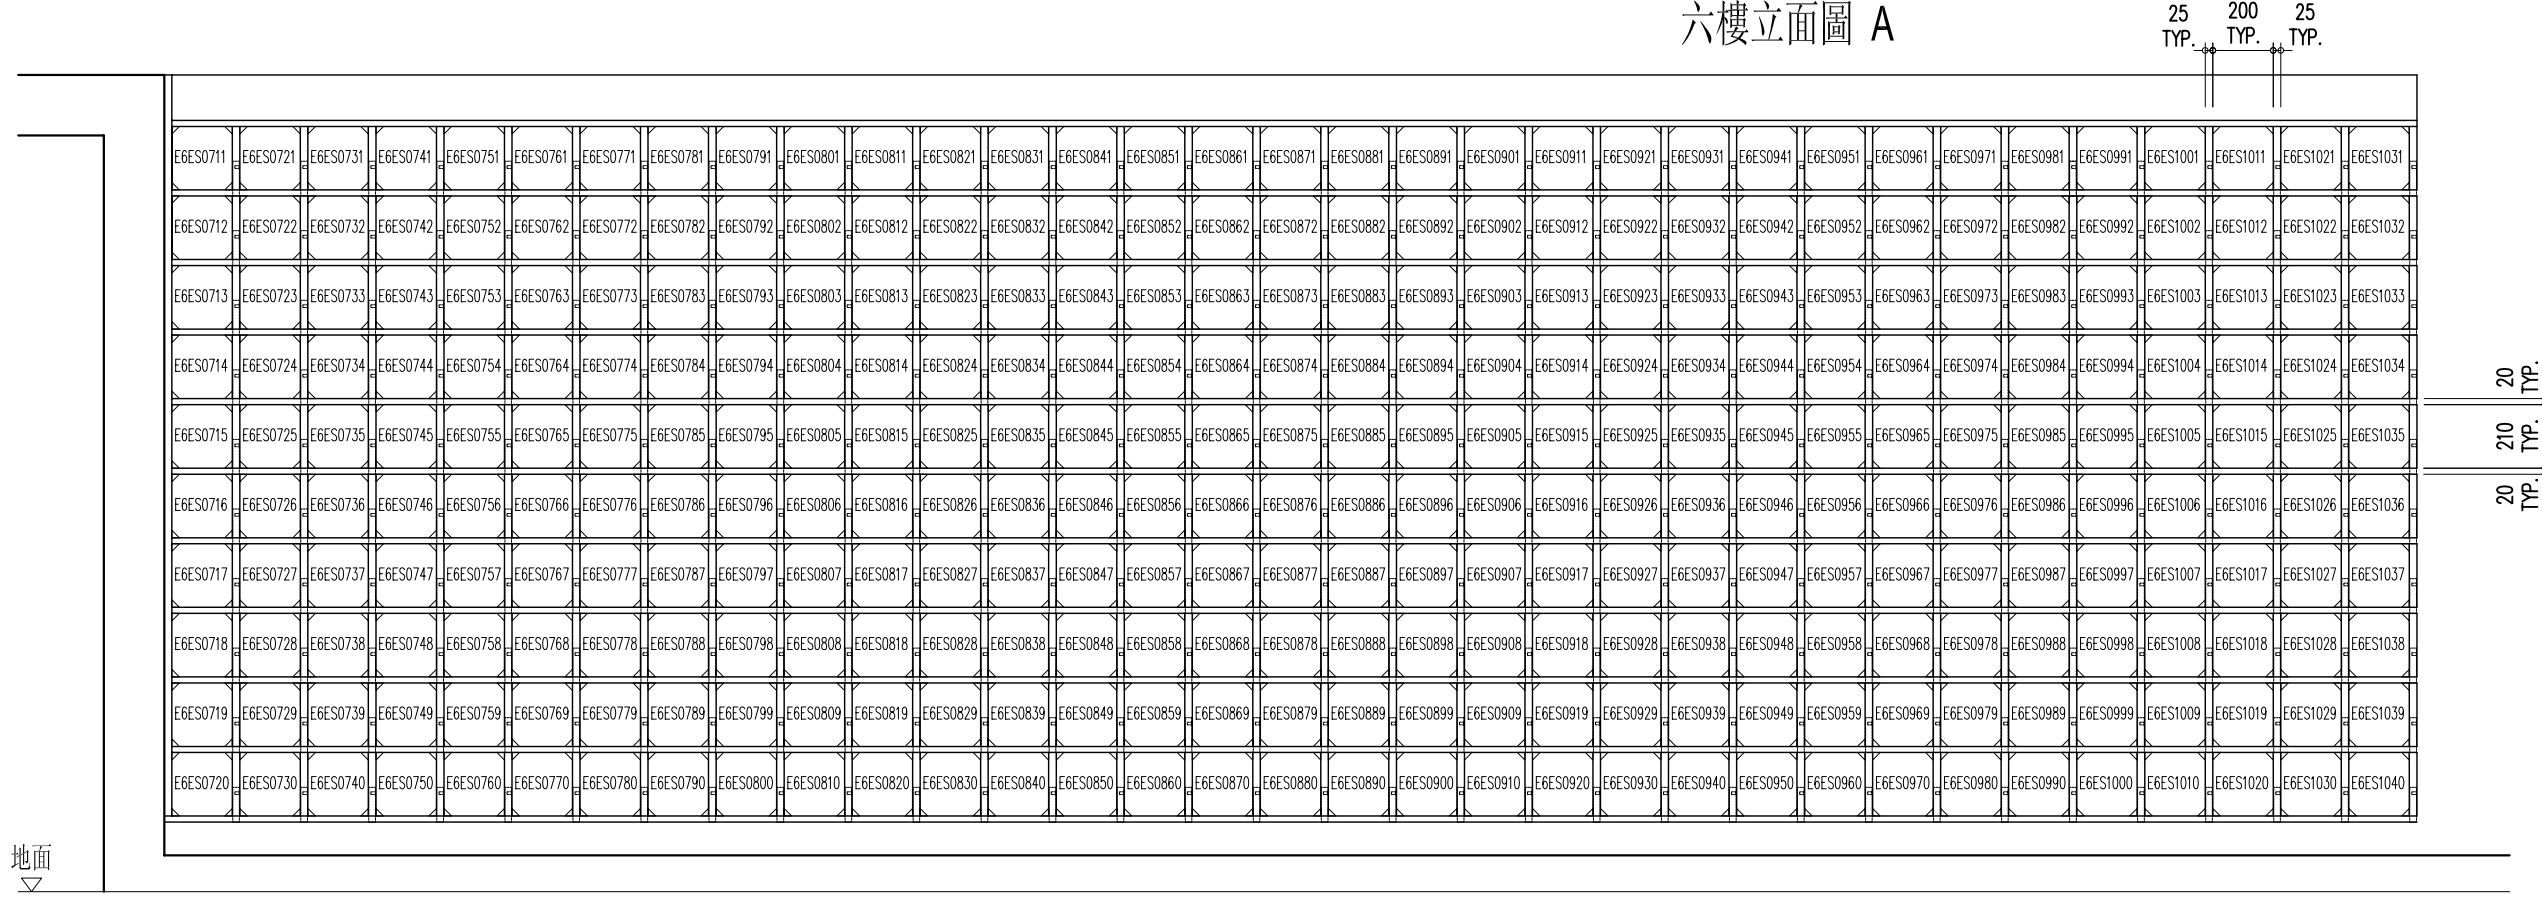 六樓立面圖 A
25 200 25
TYP. TYP. TYP.
E6ES0711 E6ES0721 E6ES0731 E6ES0741 E6ES0751 E6ES0761 E6ES0771 E6ES0781 E6ES0791 E6ES0801 E6ES0811 E6ES0821 E6ES0831 E6ES0841 E6ES0851 E6ES0861 E6ES0871 E6ES0881 E6ES0891 E6ES0901 E6ES0911 E6ES0921 E6ES0931 E6ES0941 E6ES0951 E6ES0961 E6ES0971 E6ES0981 E6ES0991 E6ES1001 E6ES1011 E6ES1021 E6ES1031
E6ES0712 E6ES0722 E6ES0732 E6ES0742 E6ES0752 E6ES0762 E6ES0772 E6ES0782 E6ES0792 E6ES0802 E6ES0812 E6ES0822 E6ES0832 E6ES0842 E6ES0852 E6ES0862 E6ES0872 E6ES0882 E6ES0892 E6ES0902 E6ES0912 E6ES0922 E6ES0932 E6ES0942 E6ES0952 E6ES0962 E6ES0972 E6ES0982 E6ES0992 E6ES1002 E6ES1012 E6ES1022 E6ES1032
E6ES0713 E6ES0723 E6ES0733 E6ES0743 E6ES0753 E6ES0763 E6ES0773 E6ES0783 E6ES0793 E6ES0803 E6ES0813 E6ES0823 E6ES0833 E6ES0843 E6ES0853 E6ES0863 E6ES0873 E6ES0883 E6ES0893 E6ES0903 E6ES0913 E6ES0923 E6ES0933 E6ES0943 E6ES0953 E6ES0963 E6ES0973 E6ES0983 E6ES0993 E6ES1003 E6ES1013 E6ES1023 E6ES1033
E6ES0714 E6ES0724 E6ES0734 E6ES0744 E6ES0754 E6ES0764 E6ES0774 E6ES0784 E6ES0794 E6ES0804 E6ES0814 E6ES0824 E6ES0834 E6ES0844 E6ES0854 E6ES0864 E6ES0874 E6ES0884 E6ES0894 E6ES0904 E6ES0914 E6ES0924 E6ES0934 E6ES0944 E6ES0954 E6ES0964 E6ES0974 E6ES0984 E6ES0994 E6ES1004 E6ES1014 E6ES1024 E6ES1034
20 TYP.
E6ES0715 E6ES0725 E6ES0735 E6ES0745 E6ES0755 E6ES0765 E6ES0775 E6ES0785 E6ES0795 E6ES0805 E6ES0815 E6ES0825 E6ES0835 E6ES0845 E6ES0855 E6ES0865 E6ES0875 E6ES0885 E6ES0895 E6ES0905 E6ES0915 E6ES0925 E6ES0935 E6ES0945 E6ES0955 E6ES0965 E6ES0975 E6ES0985 E6ES0995 E6ES1005 E6ES1015 E6ES1025 E6ES1035
210 TYP.
E6ES0716 E6ES0726 E6ES0736 E6ES0746 E6ES0756 E6ES0766 E6ES0776 E6ES0786 E6ES0796 E6ES0806 E6ES0816 E6ES0826 E6ES0836 E6ES0846 E6ES0856 E6ES0866 E6ES0876 E6ES0886 E6ES0896 E6ES0906 E6ES0916 E6ES0926 E6ES0936 E6ES0946 E6ES0956 E6ES0966 E6ES0976 E6ES0986 E6ES0996 E6ES1006 E6ES1016 E6ES1026 E6ES1036
20 TYP.
E6ES0717 E6ES0727 E6ES0737 E6ES0747 E6ES0757 E6ES0767 E6ES0777 E6ES0787 E6ES0797 E6ES0807 E6ES0817 E6ES0827 E6ES0837 E6ES0847 E6ES0857 E6ES0867 E6ES0877 E6ES0887 E6ES0897 E6ES0907 E6ES0917 E6ES0927 E6ES0937 E6ES0947 E6ES0957 E6ES0967 E6ES0977 E6ES0987 E6ES0997 E6ES1007 E6ES1017 E6ES1027 E6ES1037
E6ES0718 E6ES0728 E6ES0738 E6ES0748 E6ES0758 E6ES0768 E6ES0778 E6ES0788 E6ES0798 E6ES0808 E6ES0818 E6ES0828 E6ES0838 E6ES0848 E6ES0858 E6ES0868 E6ES0878 E6ES0888 E6ES0898 E6ES0908 E6ES0918 E6ES0928 E6ES0938 E6ES0948 E6ES0958 E6ES0968 E6ES0978 E6ES0988 E6ES0998 E6ES1008 E6ES1018 E6ES1028 E6ES1038
E6ES0719 E6ES0729 E6ES0739 E6ES0749 E6ES0759 E6ES0769 E6ES0779 E6ES0789 E6ES0799 E6ES0809 E6ES0819 E6ES0829 E6ES0839 E6ES0849 E6ES0859 E6ES0869 E6ES0879 E6ES0889 E6ES0899 E6ES0909 E6ES0919 E6ES0929 E6ES0939 E6ES0949 E6ES0959 E6ES0969 E6ES0979 E6ES0989 E6ES0999 E6ES1009 E6ES1019 E6ES1029 E6ES1039
E6ES0720 E6ES0730 E6ES0740 E6ES0750 E6ES0760 E6ES0770 E6ES0780 E6ES0790 E6ES0800 E6ES0810 E6ES0820 E6ES0830 E6ES0840 E6ES0850 E6ES0860 E6ES0870 E6ES0880 E6ES0890 E6ES0900 E6ES0910 E6ES0920 E6ES0930 E6ES0940 E6ES0950 E6ES0960 E6ES0970 E6ES0980 E6ES0990 E6ES1000 E6ES1010 E6ES1020 E6ES1030 E6ES1040
地面